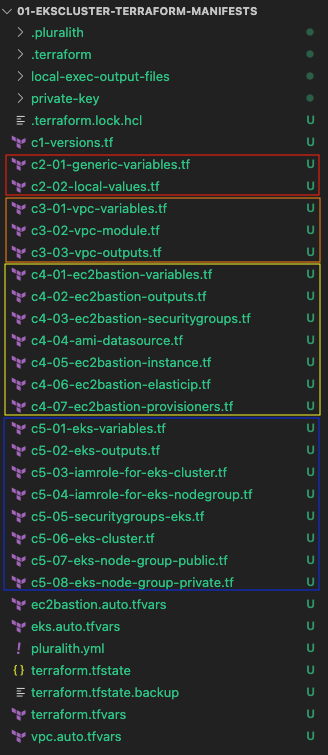 01-EKSCLUSTER-TERRAFORM-MANIFESTS
.pluralith
.terraform
local-exec-output-files
private-key
.terraform.lock.hcl U
c1-versions.tf U
c2-01-generic-variables.tf U
c2-02-local-values.tf U
c3-01-vpc-variables.tf U
c3-02-vpc-module.tf U
c3-03-vpc-outputs.tf U
c4-01-ec2bastion-variables.tf U
c4-02-ec2bastion-outputs.tf U
c4-03-ec2bastion-securitygroups.tf U
c4-04-ami-datasource.tf U
c4-05-ec2bastion-instance.tf U
c4-06-ec2bastion-elasticip.tf U
c4-07-ec2bastion-provisioners.tf U
c5-01-eks-variables.tf U
c5-02-eks-outputs.tf U
c5-03-iamrole-for-eks-cluster.tf U
c5-04-iamrole-for-eks-nodegroup.tf U
c5-05-securitygroups-eks.tf U
c5-06-eks-cluster.tf U
c5-07-eks-node-group-public.tf U
c5-08-eks-node-group-private.tf U
ec2bastion.auto.tfvars U
eks.auto.tfvars U
! pluralith.yml U
{} terraform.tfstate U
terraform.tfstate.backup U
terraform.tfvars U
vpc.auto.tfvars U